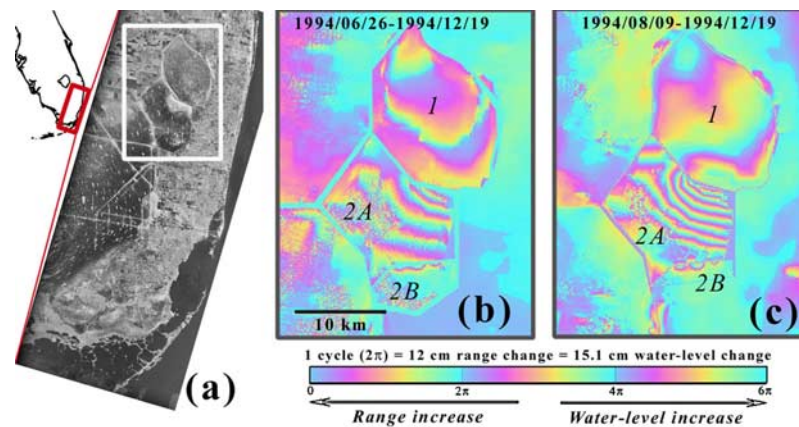 1994/06/26-1994/12/19
1994/08/09-1994/12/19
1
1
2A
2A
2B
2B
10 km
(a)
(b)
(c)
1 cycle (2π) = 12 cm range change = 15.1 cm water-level change
0
2π
4π
6π
Range increase
Water-level increase